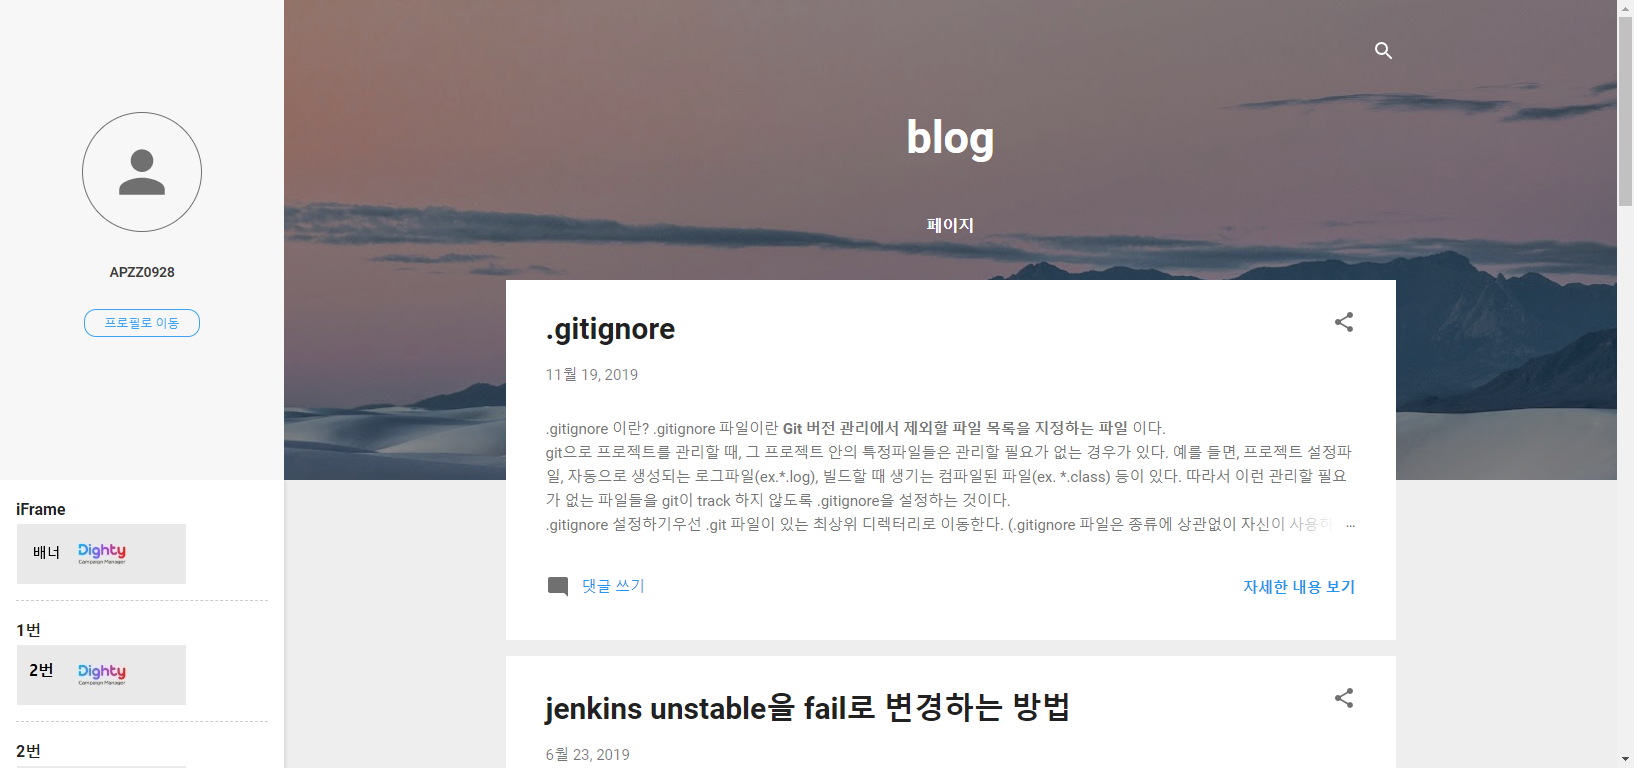 APZZ0928
프로필로 이동
iFrame
배너 Dighty
Campaign Manager
1번
2번 Dighty
Campaign Manager
2번
blog
페이지
.gitignore
11월 19, 2019
.gitignore 이란? .gitignore 파일이란 Git 버전 관리에서 제외할 파일 목록을 지정하는 파일 이다.
git으로 프로젝트를 관리할 때, 그 프로젝트 안의 특정파일들은 관리할 필요가 없는 경우가 있다. 예를 들면, 프로젝트 설정파
일, 자동으로 생성되는 로그파일(ex.*.log), 빌드할 때 생기는 컴파일된 파일(ex. *.class) 등이 있다. 따라서 이런 관리할 필요
가 없는 파일들을 git이 track 하지 않도록 .gitignore을 설정하는 것이다.
.gitignore 설정하기우선 .git 파일이 있는 최상위 디렉터리로 이동한다. (.gitignore 파일은 종류에 상관없이 자신이 사용하 ...
댓글 쓰기
자세한 내용 보기
jenkins unstable을 fail로 변경하는 방법
6월 23, 2019